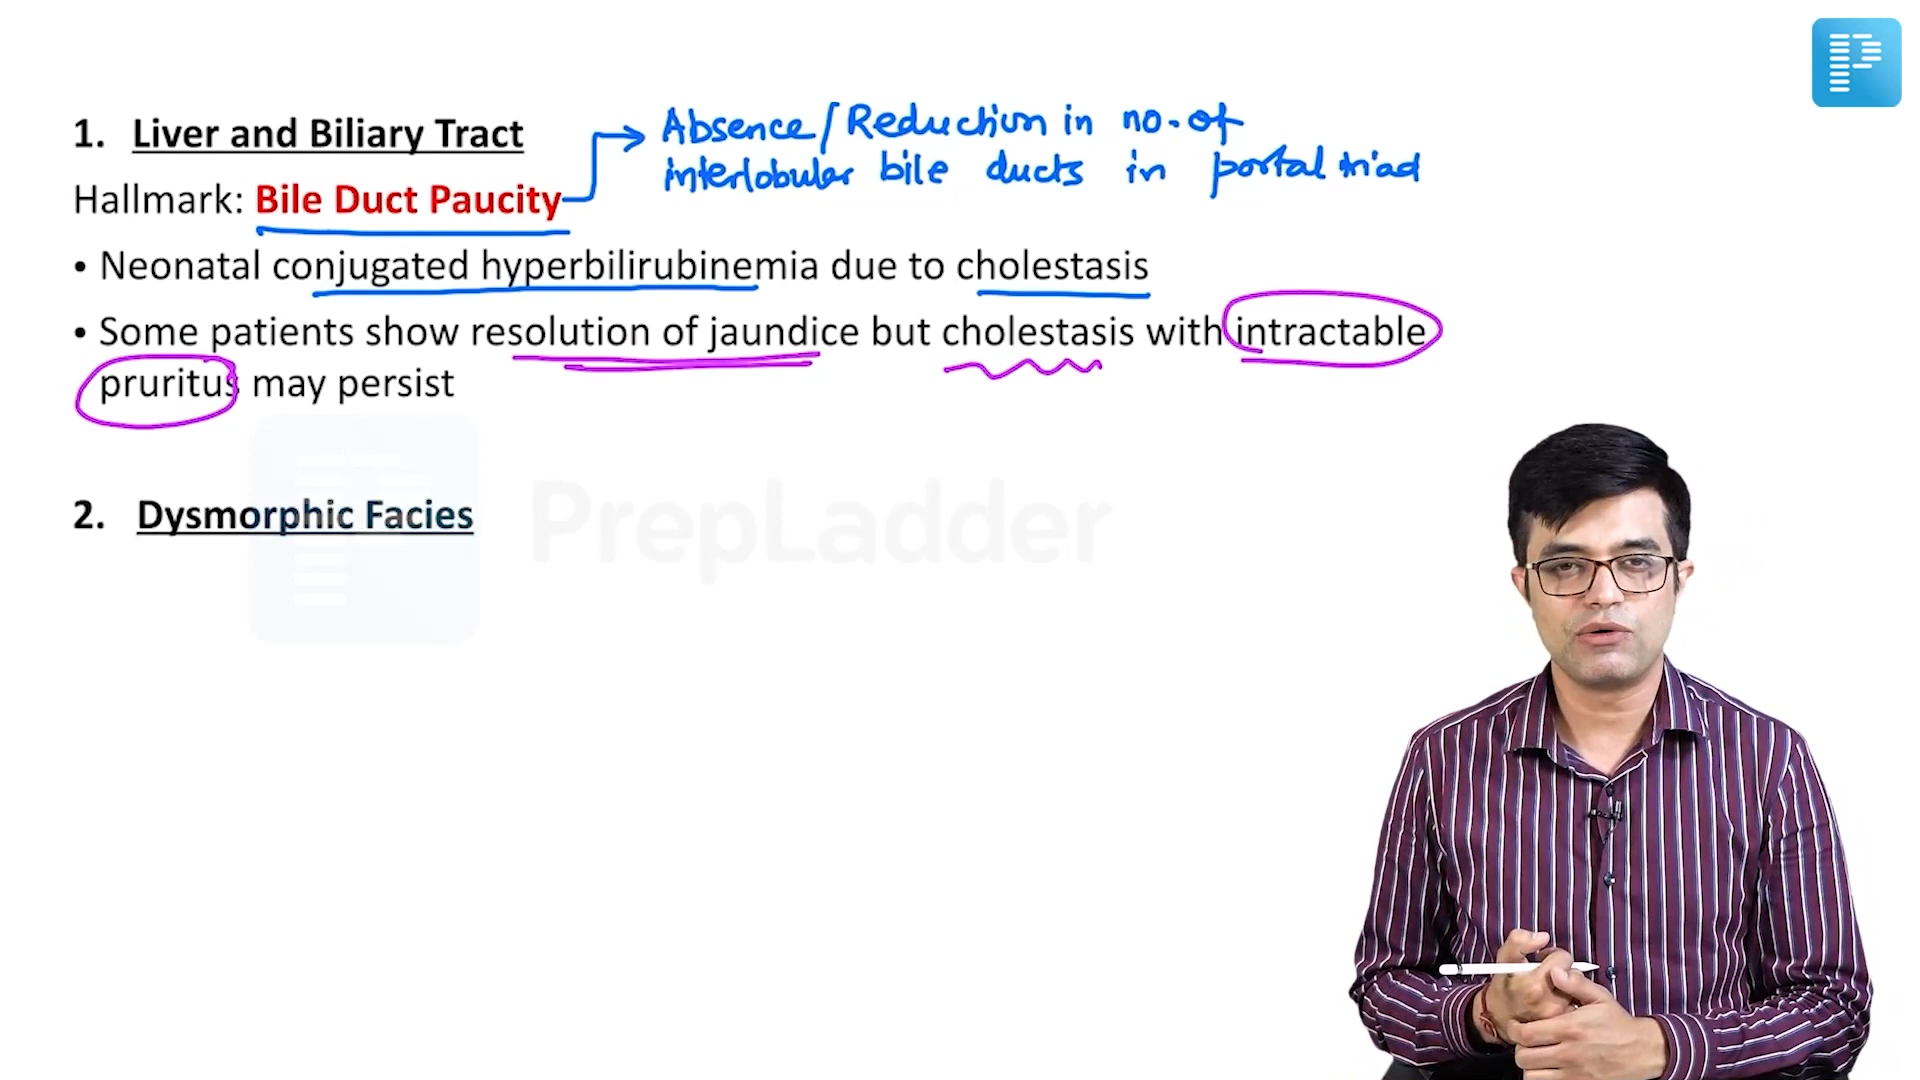 Absence/Reduction in no. of
1. Liver and Biliary Tract
interlobular bile ducts in portal triad
Hallmark: Bile Duct Paucity
• Neonatal conjugated hyperbilirubinemia due to cholestasis
• Some patients show resolution of jaundice but cholestasis with intractable
pruritus may persist
2. Dysmorphic Facies
PrepLadder